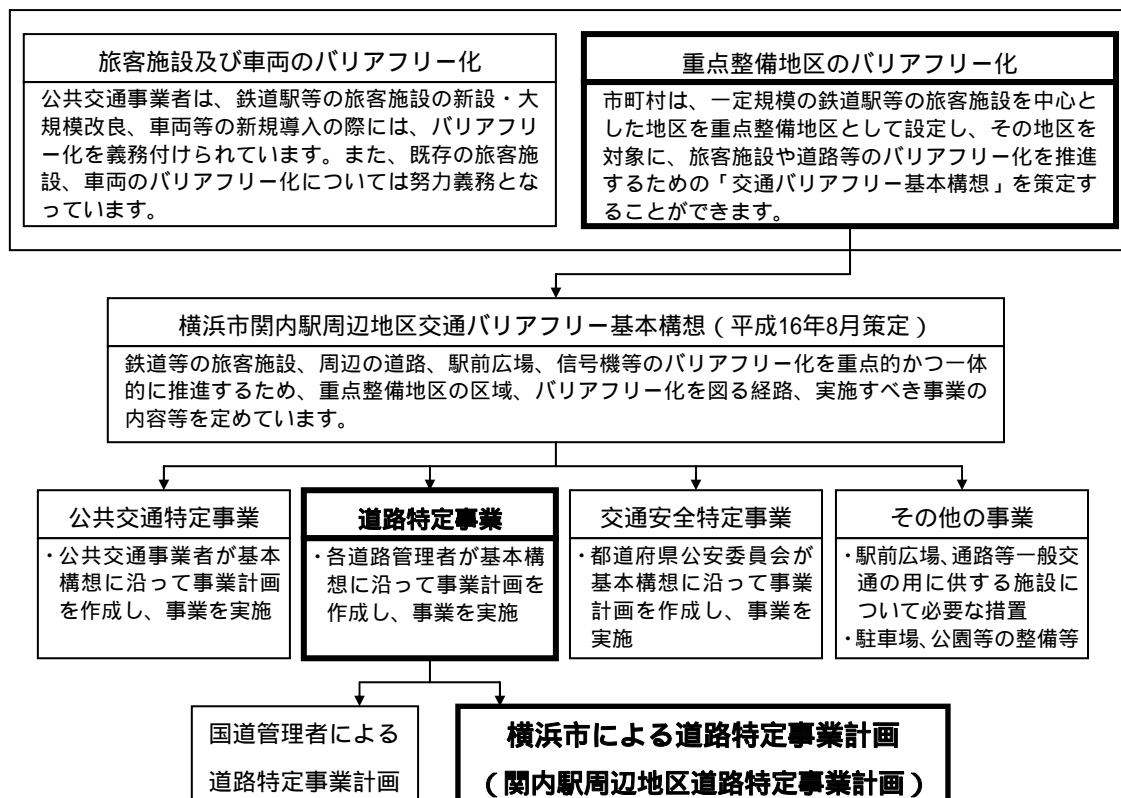 旅客施設及び車両のバリアフリー化
公共交通事業者は、鉄道駅等の旅客施設の新設・大
規模改良、車両等の新規導入の際には、バリアフリ
ー化を義務付けられています。また、既存の旅客施
設、車両のバリアフリー化については努力義務とな
っています。
重点整備地区のバリアフリー化
市町村は、一定規模の鉄道駅等の旅客施設を中心と
した地区を重点整備地区として設定し、その地区を
対象に、旅客施設や道路等のバリアフリー化を推進
するための「交通バリアフリー基本構想」を策定す
ることができます。
横浜市関内駅周辺地区交通バリアフリー基本構想（平成16年8月策定）
鉄道等の旅客施設、周辺の道路、駅前広場、信号機等のバリアフリー化を重点的かつ一体
的に推進するため、重点整備地区の区域、バリアフリー化を図る経路、実施すべき事業の
内容等を定めています。
公共交通特定事業
・公共交通事業者が基本
構想に沿って事業計画
を作成し、事業を実施
道路特定事業
・各道路管理者が基本構
想に沿って事業計画を
作成し、事業を実施
交通安全特定事業
・都道府県公安委員会が
基本構想に沿って事業
計画を作成し、事業を
実施
その他の事業
・駅前広場、通路等一般交
通の用に供する施設に
ついて必要な措置
・駐車場、公園等の整備等
国道管理者による
道路特定事業計画
横浜市による道路特定事業計画
（関内駅周辺地区道路特定事業計画）